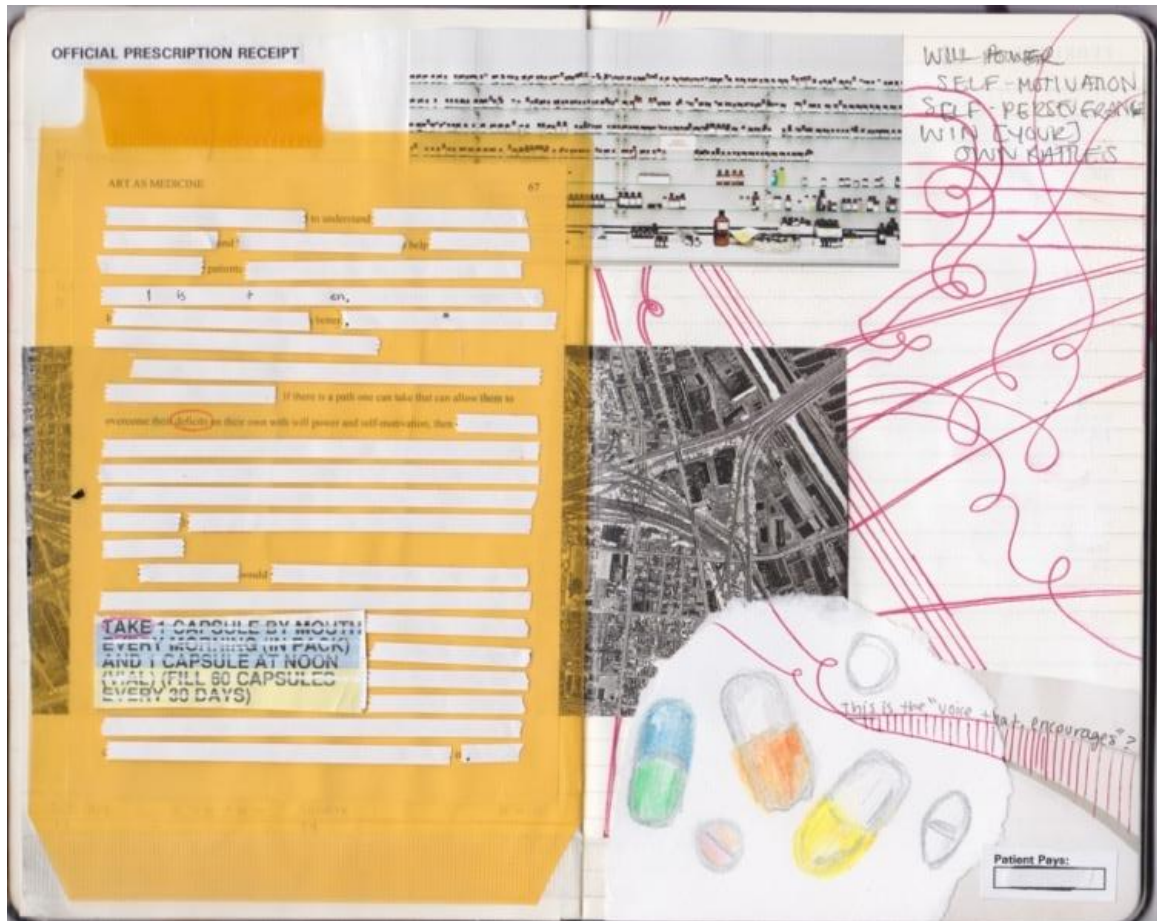 OFFICIAL PRESCRIPTION RECEIPT
WILL POWER
SELF-MOTIVATION
SELF-PERSEVERANCE
WIN [YOUR]
OWN BATTLES
ART AS MEDICINE 67
to understand
and help
patients
I is it en,
better.
If there is a path one can take that can allow them to
overcome their deficits on their own with will power and self-motivation, then
would
TAKE 1 CAPSULE BY MOUTH
EVERY MORNING (IN PACK)
AND 1 CAPSULE AT NOON
(VIAL) (FILL 60 CAPSULES
EVERY 30 DAYS)
This is the "voice that encourages"?
Patient Pays: